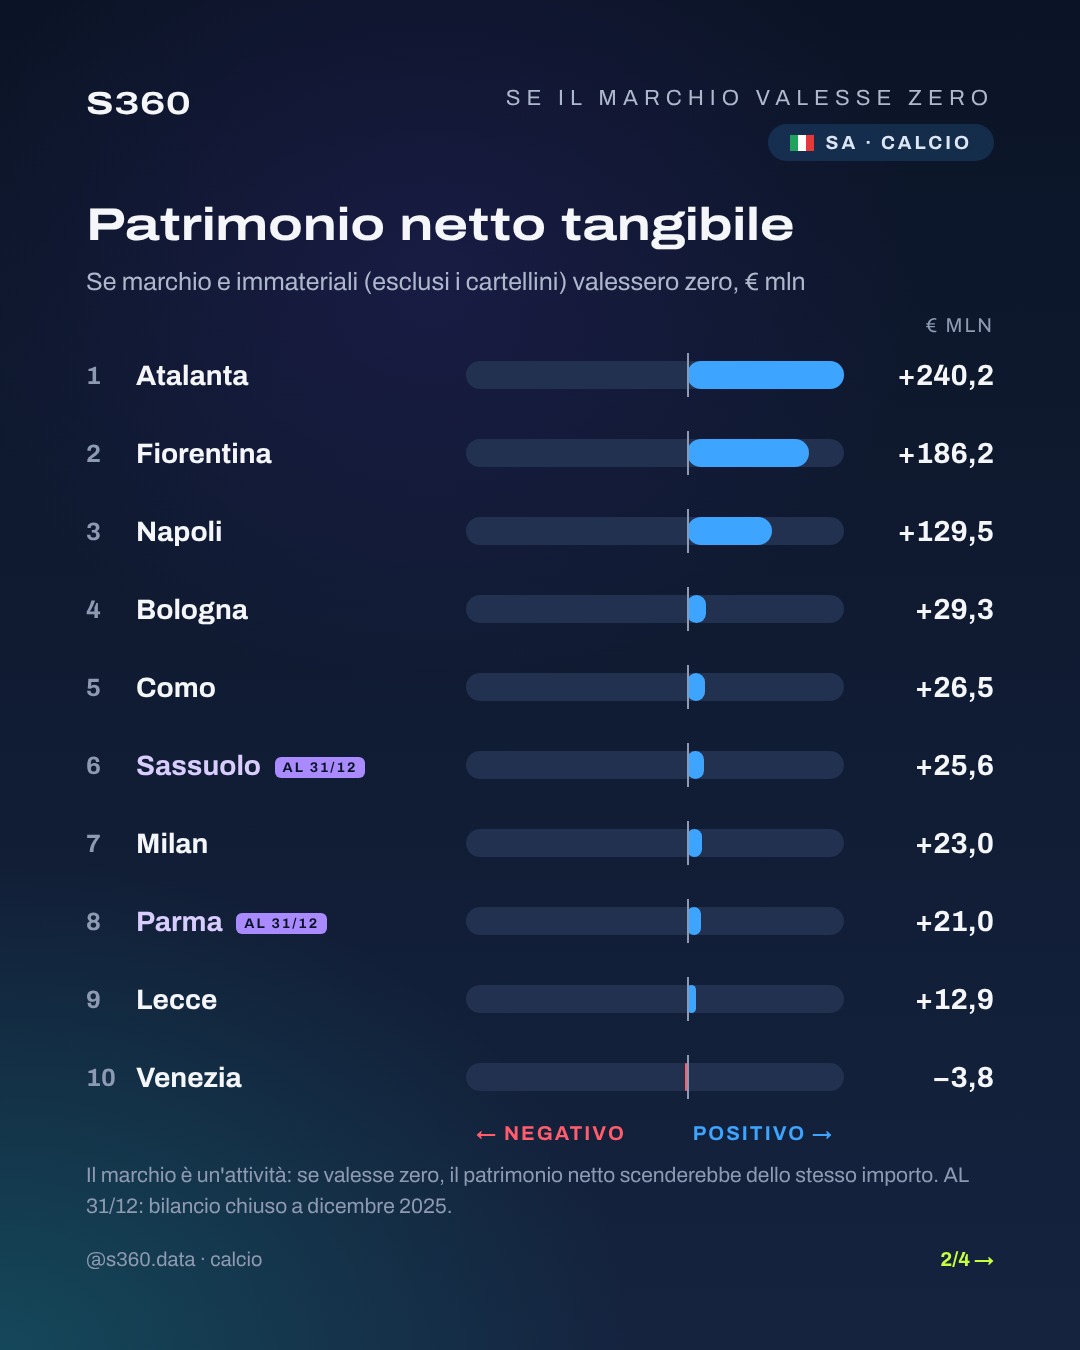 S360
SE IL MARCHIO VALESSE ZERO
SA · CALCIO
Patrimonio netto tangibile
Se marchio e immateriali (esclusi i cartellini) valessero zero, € mln
€ MLN
1 Atalanta +240,2
2 Fiorentina +186,2
3 Napoli +129,5
4 Bologna +29,3
5 Como +26,5
6 Sassuolo AL 31/12 +25,6
7 Milan +23,0
8 Parma AL 31/12 +21,0
9 Lecce +12,9
10 Venezia −3,8
← NEGATIVO POSITIVO →
Il marchio è un'attività: se valesse zero, il patrimonio netto scenderebbe dello stesso importo. AL
31/12: bilancio chiuso a dicembre 2025.
@s360.data · calcio 2/4 →